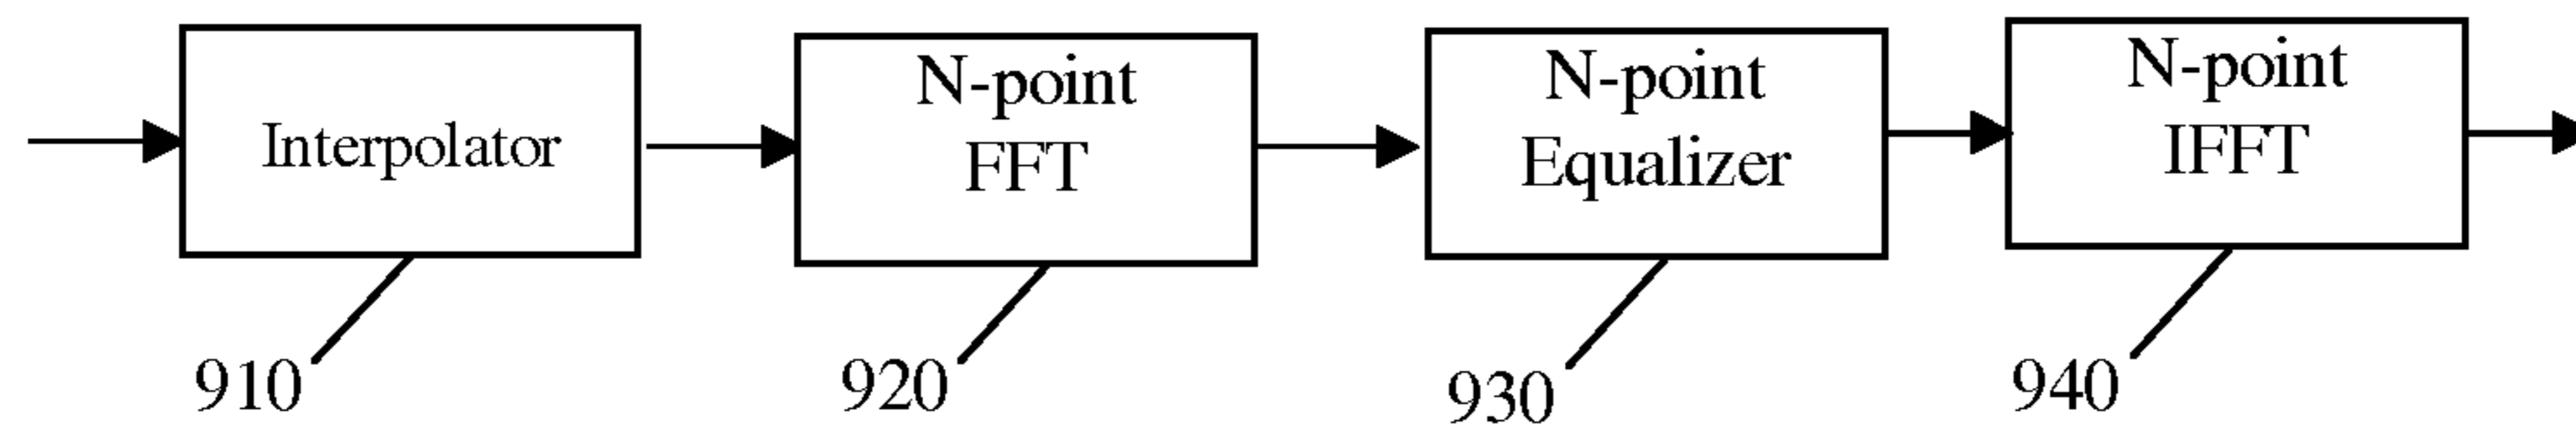 Interpolator
N-point
FFT
N-point
Equalizer
N-point
IFFT
910
920
930
940